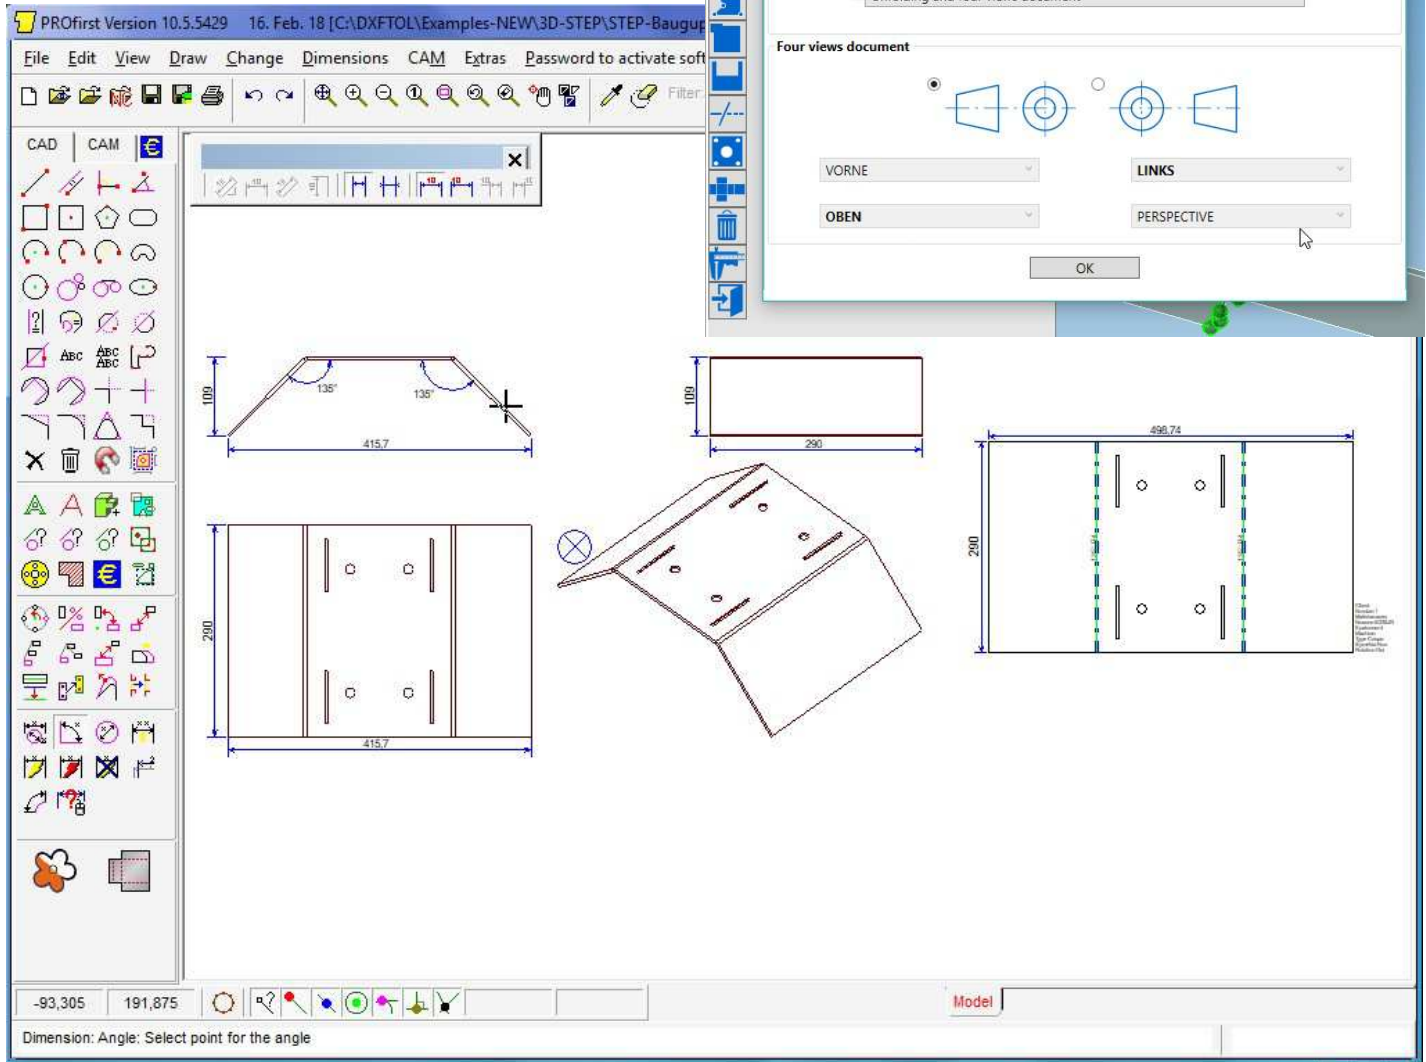 PROfirst Version 10.5.5429 16. Feb. 18 [C:\DXFTOL\Examples-NEW\3D-STEP\STEP-Baugup
File Edit View Draw Change Dimensions CAM Extras Password to activate soft
Filter:
Four views document
VORNE LINKS
OBEN PERSPECTIVE
OK
CAD CAM €
ABC ABC ABC
109 135° 135° 415,7
109 290
498,74
290
290 415,7
-93,305 191,875
Model
Dimension: Angle: Select point for the angle